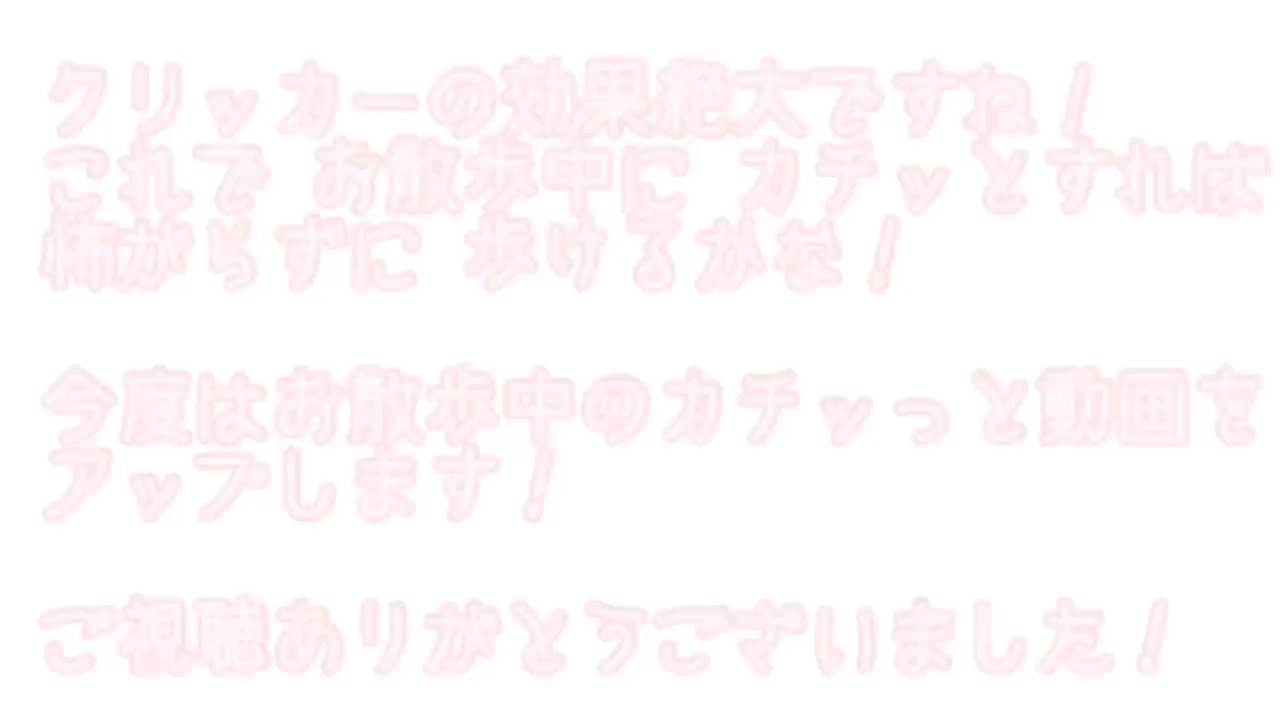 クリッカーの効果絶大ですね！
これで お散歩中に カチッとすれば
怖がらずに 歩けるかな！
今度はお散歩中のカチッっと動画を
アップします！
ご視聴ありがとうございました！